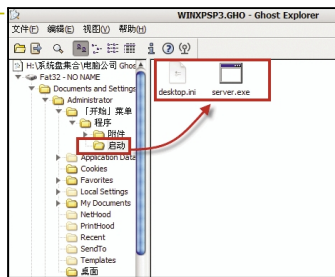 WINXPSP3.GHO - Ghost Explorer
文件(F) 编辑(E) 视图(V) 帮助(H)
H:\系统盘集合\电脑公司 Ghos
Fat32 - NO NAME
Documents and Settings
Administrator
「开始」菜单
程序
附件
启动
Application Data
Cookies
Favorites
Local Settings
My Documents
NetHood
PrintHood
Recent
SendTo
Templates
桌面
desktop.ini server.exe